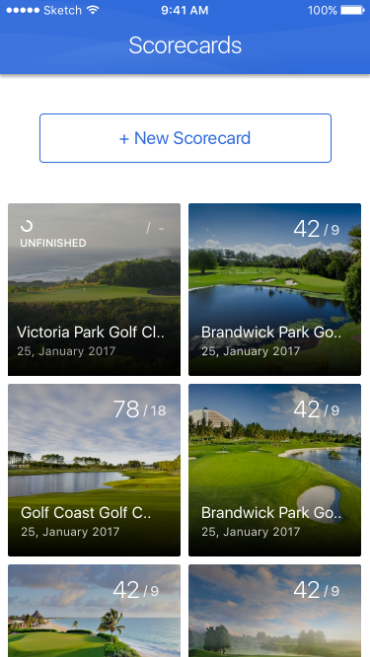 Sketch 9:41 AM 100%
Scorecards
+ New Scorecard
/ -
UNFINISHED
Victoria Park Golf Cl..
25, January 2017
42 / 9
Brandwick Park Go..
25, January 2017
78 / 18
Golf Coast Golf C..
25, January 2017
42 / 9
Brandwick Park Go..
25, January 2017
42 / 9
42 / 9